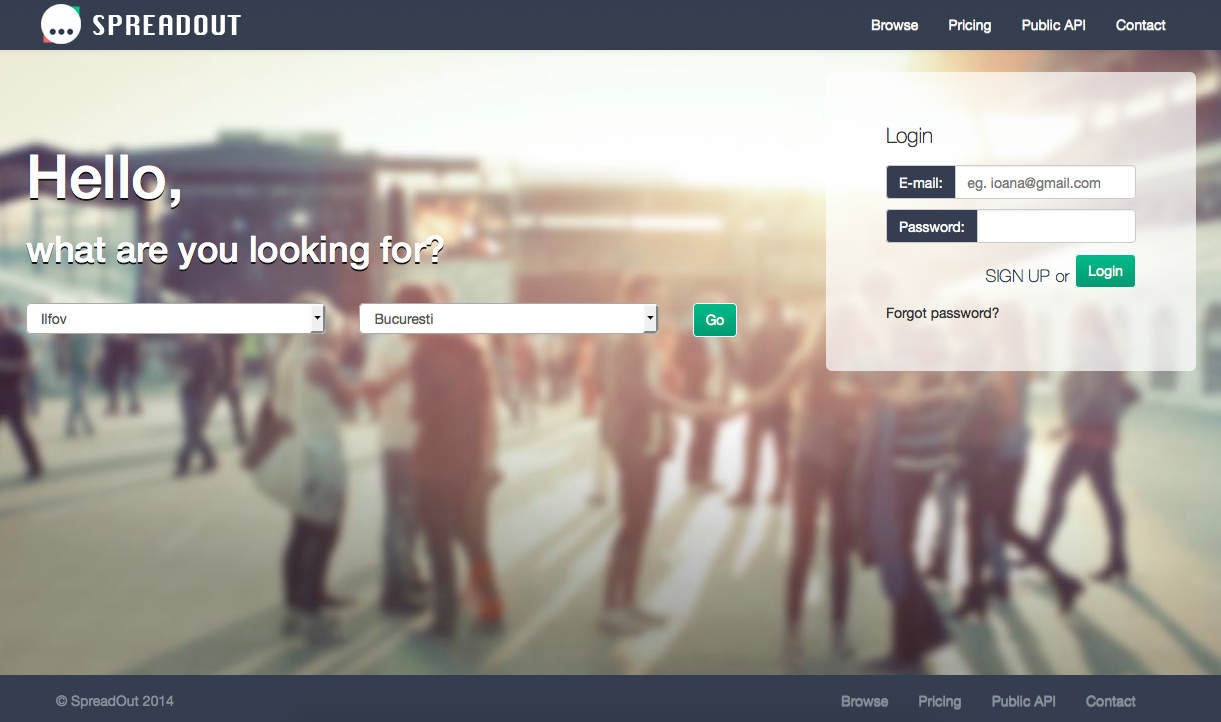 SPREADOUT
Browse Pricing Public API Contact
Hello,
what are you looking for?
Ilfov Bucuresti Go
Login
E-mail: eg. ioana@gmail.com
Password:
SIGN UP or Login
Forgot password?
© SpreadOut 2014
Browse Pricing Public API Contact